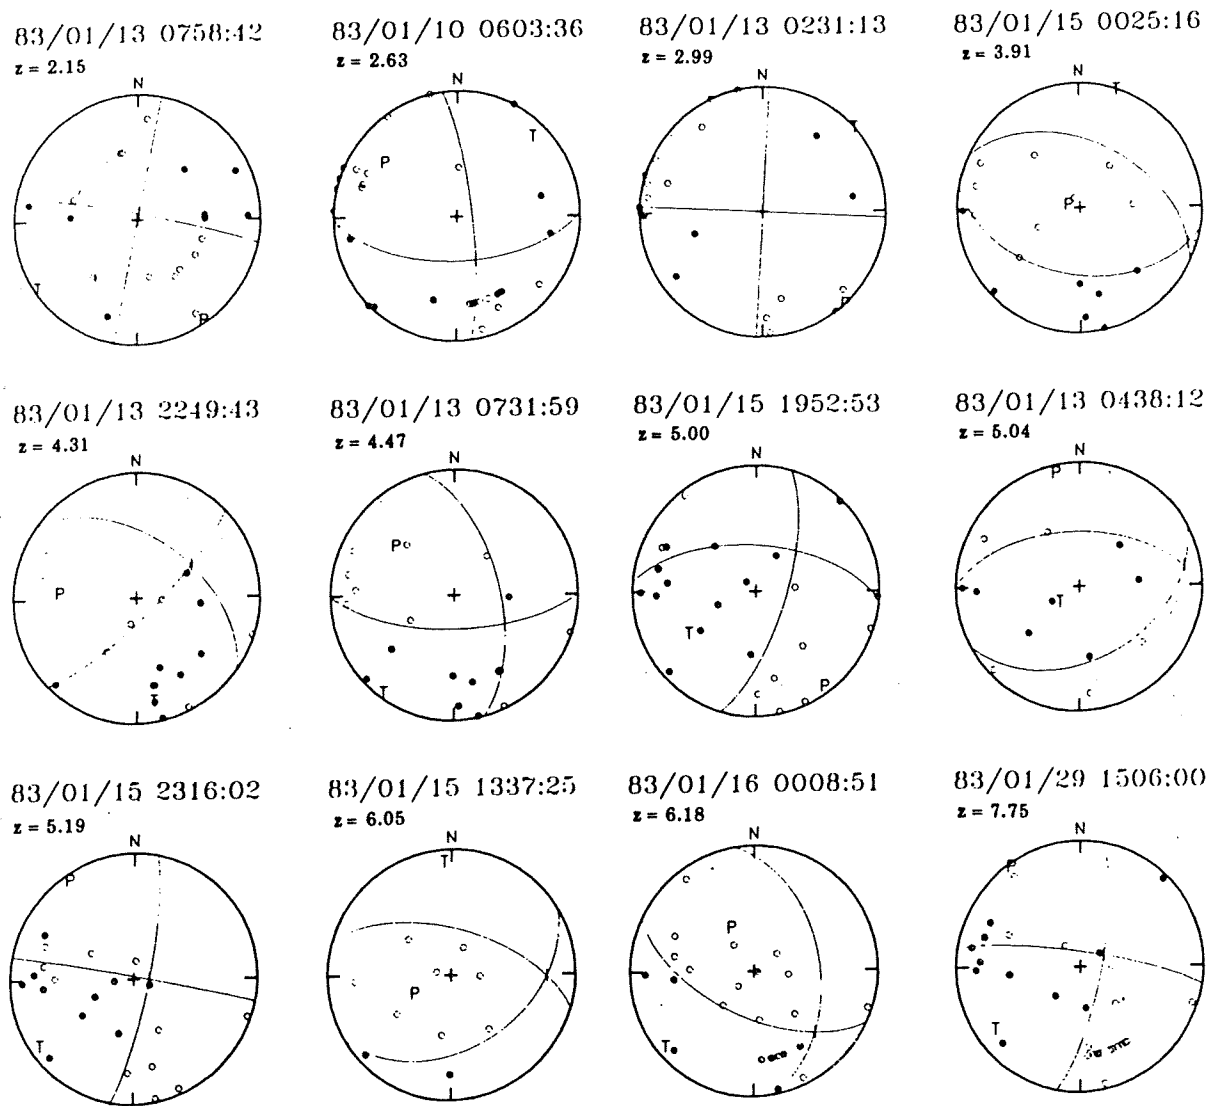 83/01/13 0758:42
z = 2.15
N
T
P
83/01/10 0603:36
z = 2.63
N
T
P
83/01/13 0231:13
z = 2.99
N
T
P
83/01/15 0025:16
z = 3.91
N
T
P
83/01/13 2249:43
z = 4.31
N
P
T
83/01/13 0731:59
z = 4.47
N
P
T
83/01/15 1952:53
z = 5.00
N
T
P
83/01/13 0438:12
z = 5.04
N
P
T
83/01/15 2316:02
z = 5.19
N
P
T
83/01/15 1337:25
z = 6.05
N
T
P
83/01/16 0008:51
z = 6.18
N
P
T
83/01/29 1506:00
z = 7.75
N
P
T